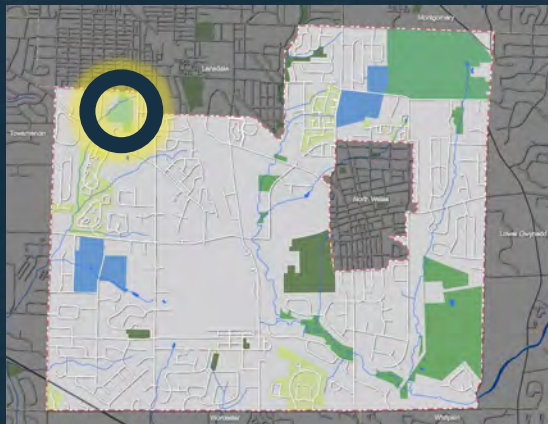 Montgomery
Lansdale
Towamencin
North Wales
Lower Gwynedd
Worcester
Whitpain